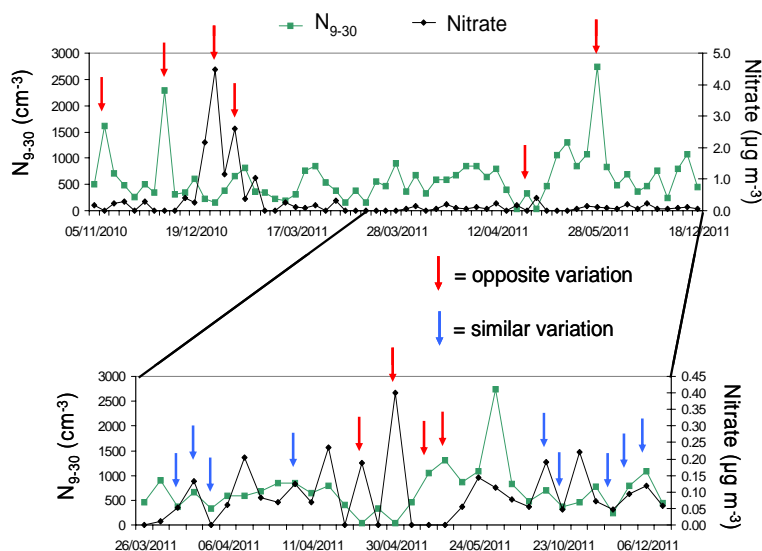 N9-30 Nitrate
3000 5.0
2500 4.0
2000
3.0
1500
2.0
1000
500 1.0
0 0.0
N9-30 (cm-3)
Nitrate (µg m-3)
05/11/2010 19/12/2010 17/03/2011 28/03/2011 12/04/2011 28/05/2011 18/12/2011
= opposite variation
= similar variation
3000 0.45
0.40
2500 0.35
2000 0.30
0.25
1500
0.20
1000 0.15
0.10
500
0.05
0 0.00
N9-30 (cm-3)
Nitrate (µg m-3)
26/03/2011 06/04/2011 11/04/2011 30/04/2011 24/05/2011 23/10/2011 06/12/2011